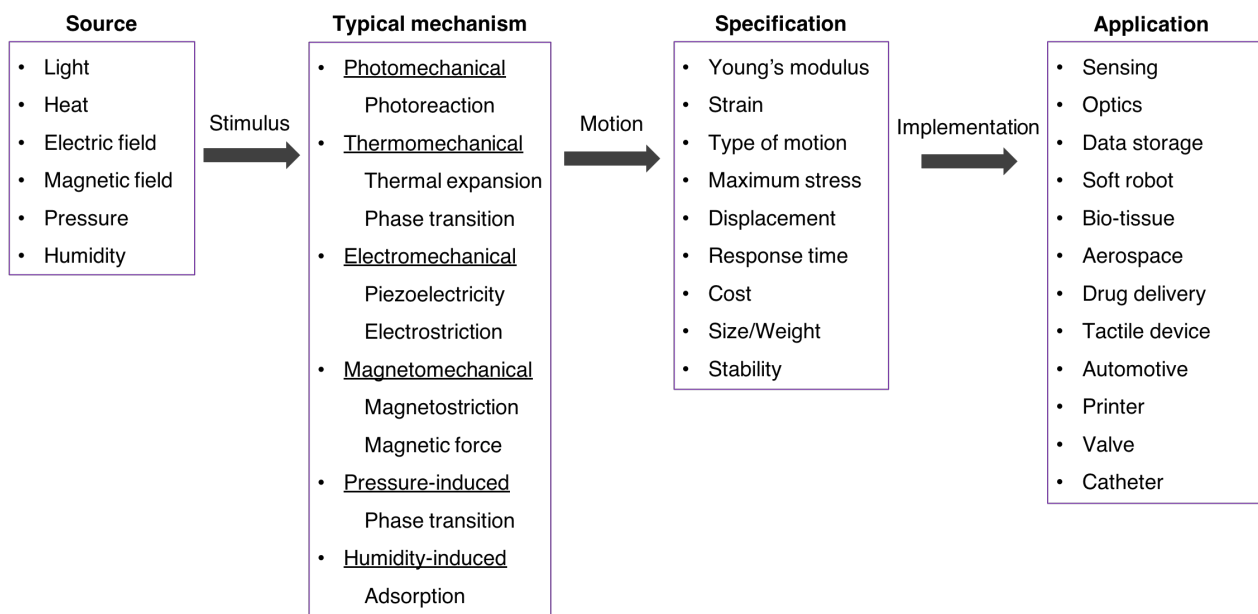 Source
• Light
• Heat
• Electric field
• Magnetic field
• Pressure
• Humidity
Stimulus
Typical mechanism
• Photomechanical
Photoreaction
• Thermomechanical
Thermal expansion
Phase transition
• Electromechanical
Piezoelectricity
Electrostriction
• Magnetomechanical
Magnetostriction
Magnetic force
• Pressure-induced
Phase transition
• Humidity-induced
Adsorption
Motion
Specification
• Young's modulus
• Strain
• Type of motion
• Maximum stress
• Displacement
• Response time
• Cost
• Size/Weight
• Stability
Implementation
Application
• Sensing
• Optics
• Data storage
• Soft robot
• Bio-tissue
• Aerospace
• Drug delivery
• Tactile device
• Automotive
• Printer
• Valve
• Catheter